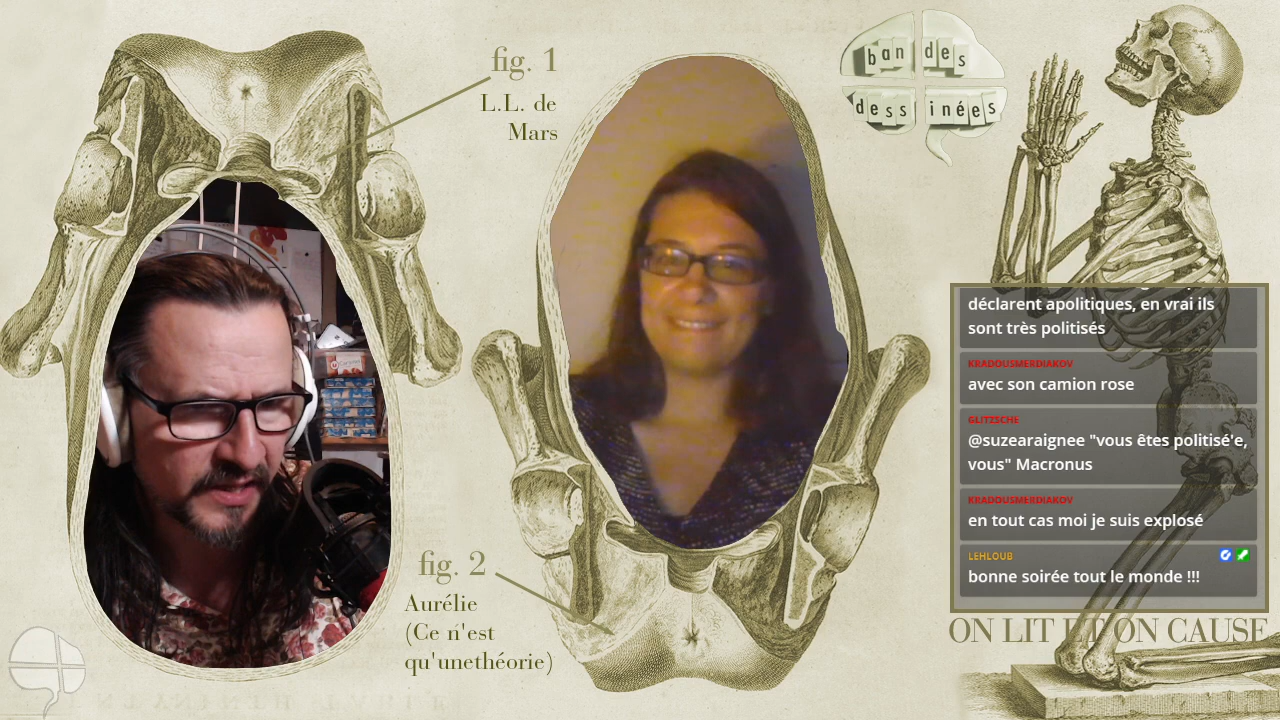 fig. 1
L.L. de
Mars
ban des
dess inées
déclarent apolitiques, en vrai ils
sont très politisés
KRADOUSMERDIAKOV
avec son camion rose
GLITZSCHE
@suzearaignee "vous êtes politisé'e,
vous" Macronus
KRADOUSMERDIAKOV
en tout cas moi je suis explosé
LEHLOUB
bonne soirée tout le monde !!!
fig. 2
Aurélie
(Ce n'est
qu'unethéorie)
ON LIT ET ON CAUSE